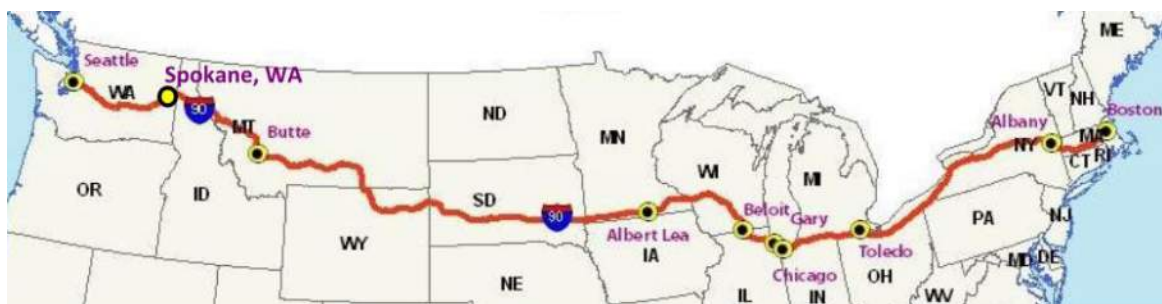 ME
Seattle
Spokane, WA
WA
90
MT
Butte
ND
MN
VT
NH
Albany
Boston
NY
MA
CT
RI
OR
ID
SD
90
WI
MI
WY
Albert Lea
Beloit
Gary
Toledo
Chicago
PA
NJ
IA
NE
IL
IN
OH
WV
MD
DE